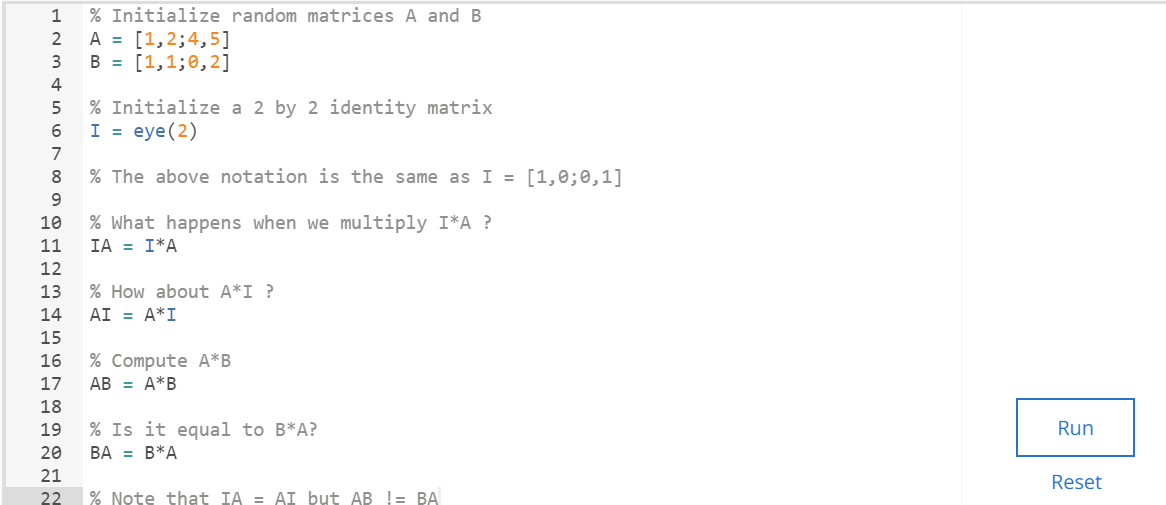 1 % Initialize random matrices A and B
2 A = [1,2;4,5]
3 B = [1,1;0,2]
4
5 % Initialize a 2 by 2 identity matrix
6 I = eye(2)
7
8 % The above notation is the same as I = [1,0;0,1]
9
10 % What happens when we multiply I*A ?
11 IA = I*A
12
13 % How about A*I ?
14 AI = A*I
15
16 % Compute A*B
17 AB = A*B
18
19 % Is it equal to B*A?
20 BA = B*A
21
22 % Note that IA = AI but AB != BA
Run
Reset